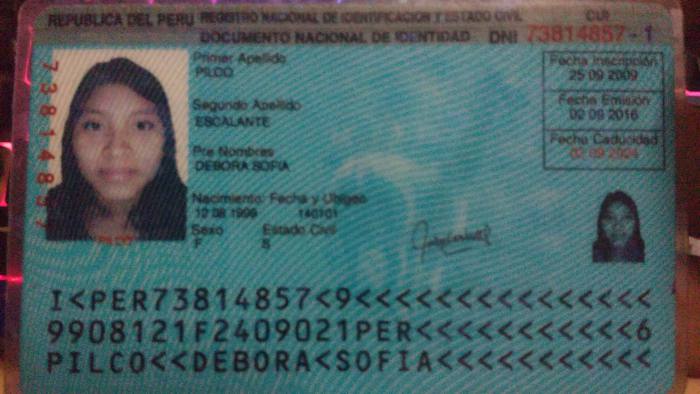 REPUBLICA DEL PERU REGISTRO NACIONAL DE IDENTIFICACION Y ESTADO CIVIL CUI
DOCUMENTO NACIONAL DE IDENTIDAD DNI 73814857 - 1
73814857
Primer Apellido
PILCO
Segundo Apellido
ESCALANTE
Pre Nombres
DEBORA SOFIA
Nacimiento: Fecha y Ubigeo
12 08 1999 140101
Sexo Estado Civil
F S
Fecha Inscripción
25 09 2009
Fecha Emisión
02 09 2016
Fecha Caducidad
02 09 2024
PILCO
I<PER73814857<9<<<<<<<<<<<<<<<
9908121F2409021PER<<<<<<<<<<<6
PILCO<<DEBORA<SOFIA<<<<<<<<<<<